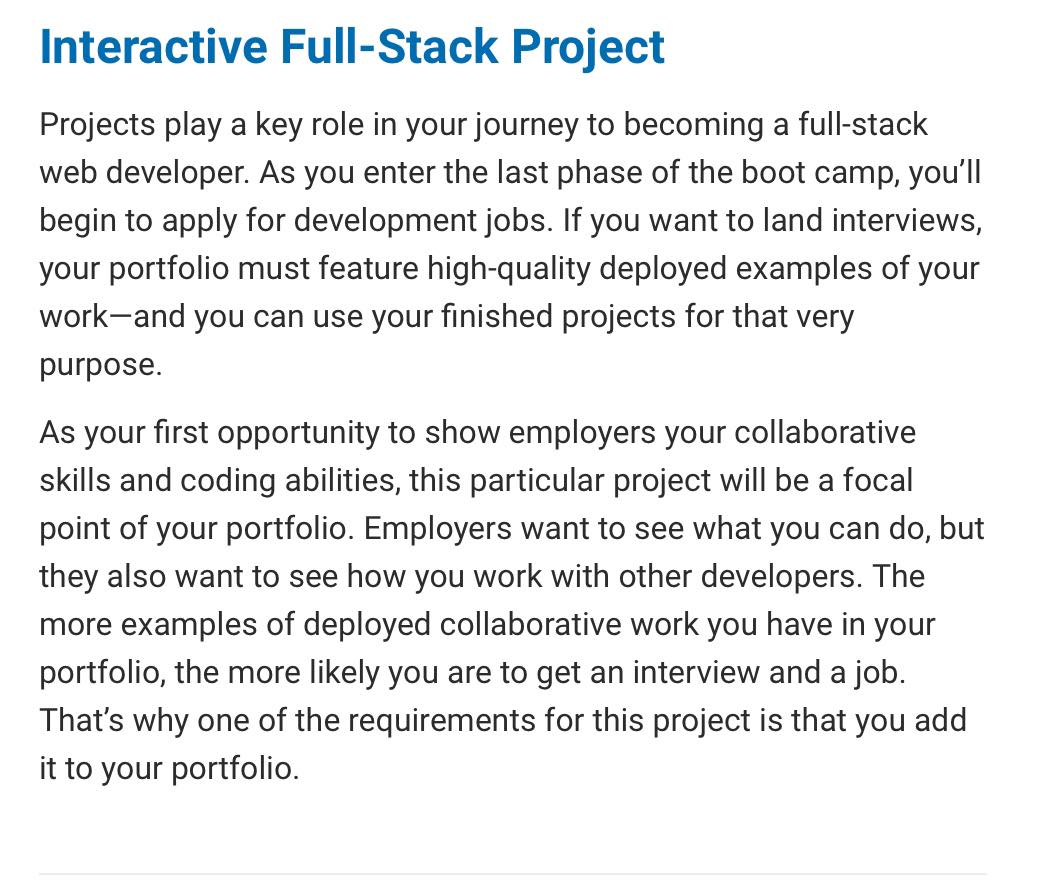 Interactive Full-Stack Project
Projects play a key role in your journey to becoming a full-stack
web developer. As you enter the last phase of the boot camp, you’ll
begin to apply for development jobs. If you want to land interviews,
your portfolio must feature high-quality deployed examples of your
work—and you can use your finished projects for that very
purpose.
As your first opportunity to show employers your collaborative
skills and coding abilities, this particular project will be a focal
point of your portfolio. Employers want to see what you can do, but
they also want to see how you work with other developers. The
more examples of deployed collaborative work you have in your
portfolio, the more likely you are to get an interview and a job.
That’s why one of the requirements for this project is that you add
it to your portfolio.